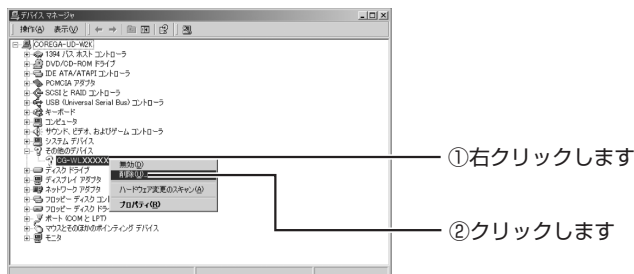 デバイス マネージャ
操作(A) 表示(V)
COREGA-UD-W2K
1394 バス ホスト コントローラ
DVD/CD-ROM ドライブ
IDE ATA/ATAPI コントローラ
PCMCIA アダプタ
SCSI と RAID コントローラ
USB (Universal Serial Bus) コントローラ
キーボード
コンピュータ
サウンド、ビデオ、およびゲーム コントローラ
システム デバイス
その他のデバイス
CG-WLXXXXX
無効(D)
①右クリックします
ディスク ドライブ
削除(U)
ディスプレイ アダプタ
ネットワーク アダプタ
ハードウェア変更のスキャン(A)
フロッピー ディスク コン
フロッピー ディスク ドラ
プロパティ(R)
ポート (COM と LPT)
マウスとそのほかのポインティング デバイス
②クリックします
モニタ